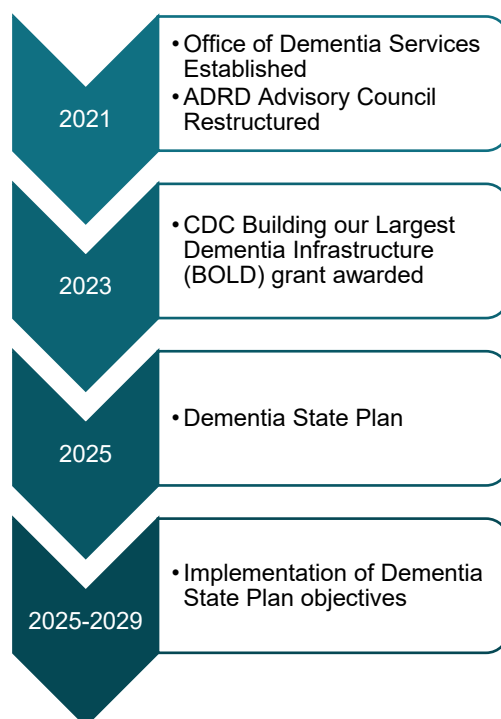 2021
• Office of Dementia Services
Established
• ADRD Advisory Council
Restructured
2023
• CDC Building our Largest
Dementia Infrastructure
(BOLD) grant awarded
2025
• Dementia State Plan
2025-2029
• Implementation of Dementia
State Plan objectives